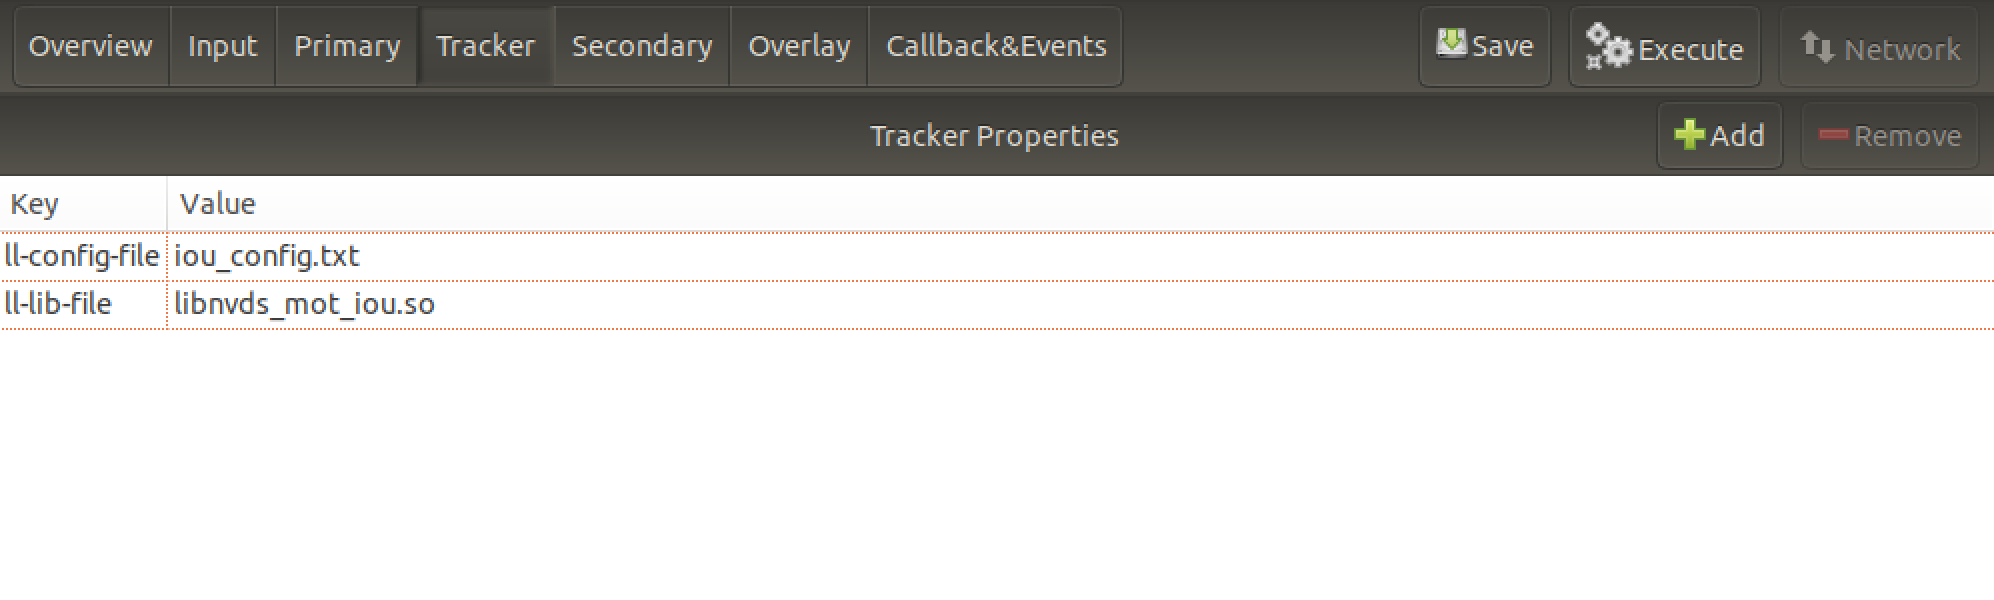 Overview Input Primary Tracker Secondary Overlay Callback&Events Save Execute Network
Tracker Properties Add Remove
Key Value
ll-config-file iou_config.txt
ll-lib-file libnvds_mot_iou.so